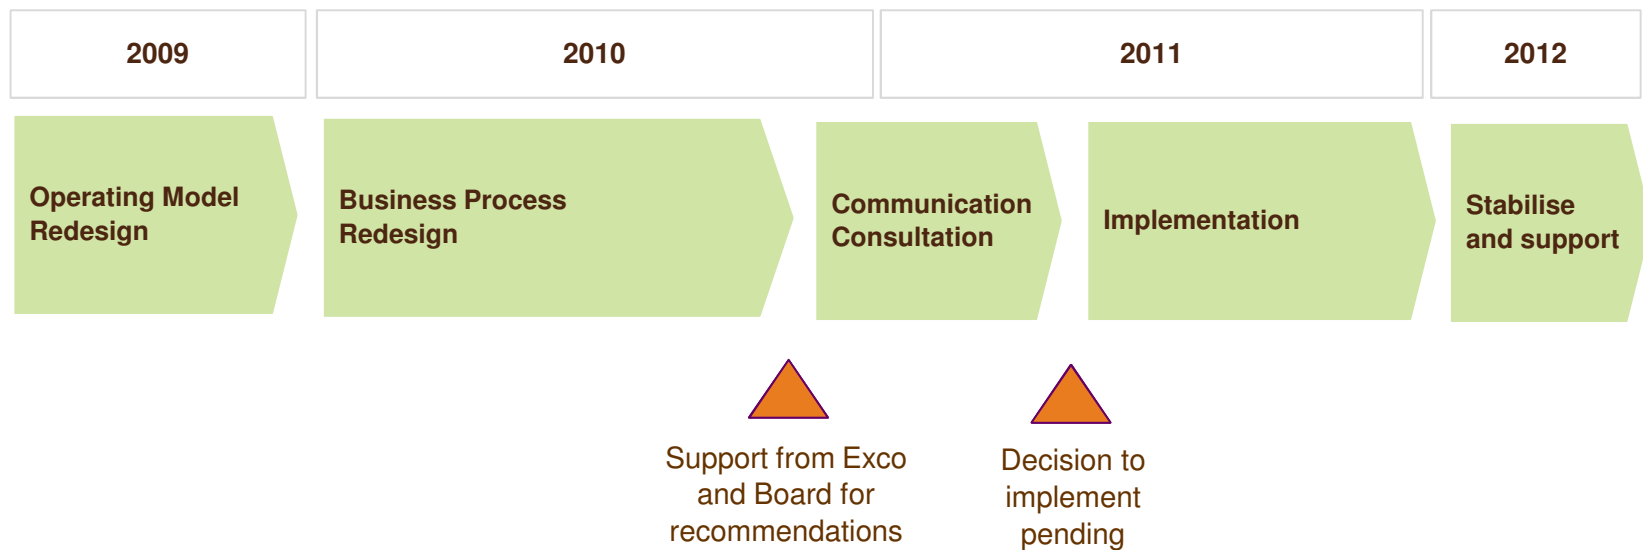 2009
2010
2011
2012
Operating Model
Redesign
Business Process
Redesign
Communication
Consultation
Implementation
Stabilise
and support
Support from Exco
and Board for
recommendations
Decision to
implement
pending